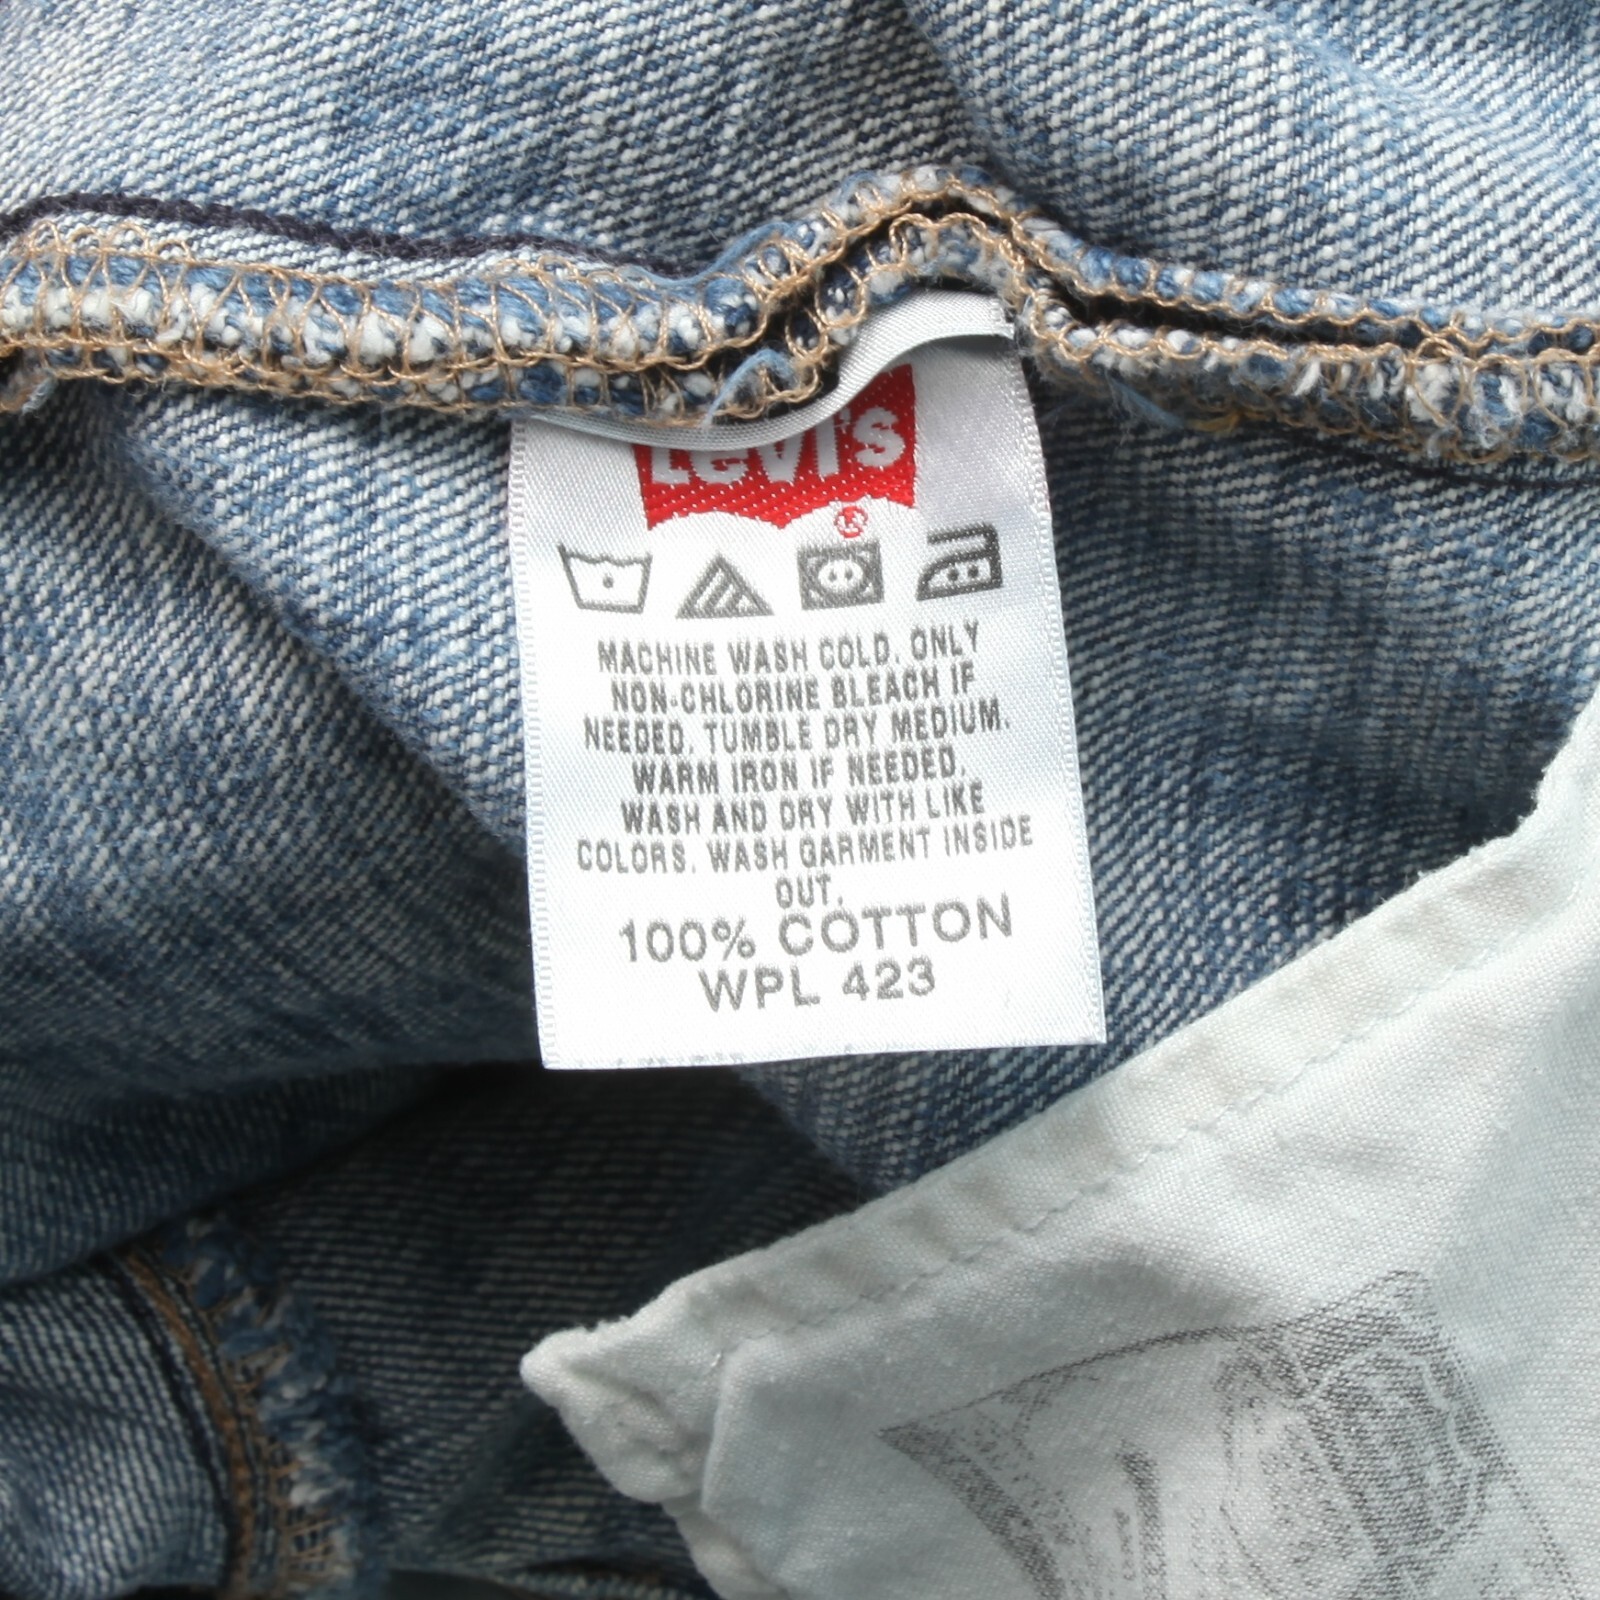 Levi's
®
MACHINE WASH COLD. ONLY
NON-CHLORINE BLEACH IF
NEEDED. TUMBLE DRY MEDIUM.
WARM IRON IF NEEDED.
WASH AND DRY WITH LIKE
COLORS. WASH GARMENT INSIDE
OUT.
100% COTTON
WPL 423